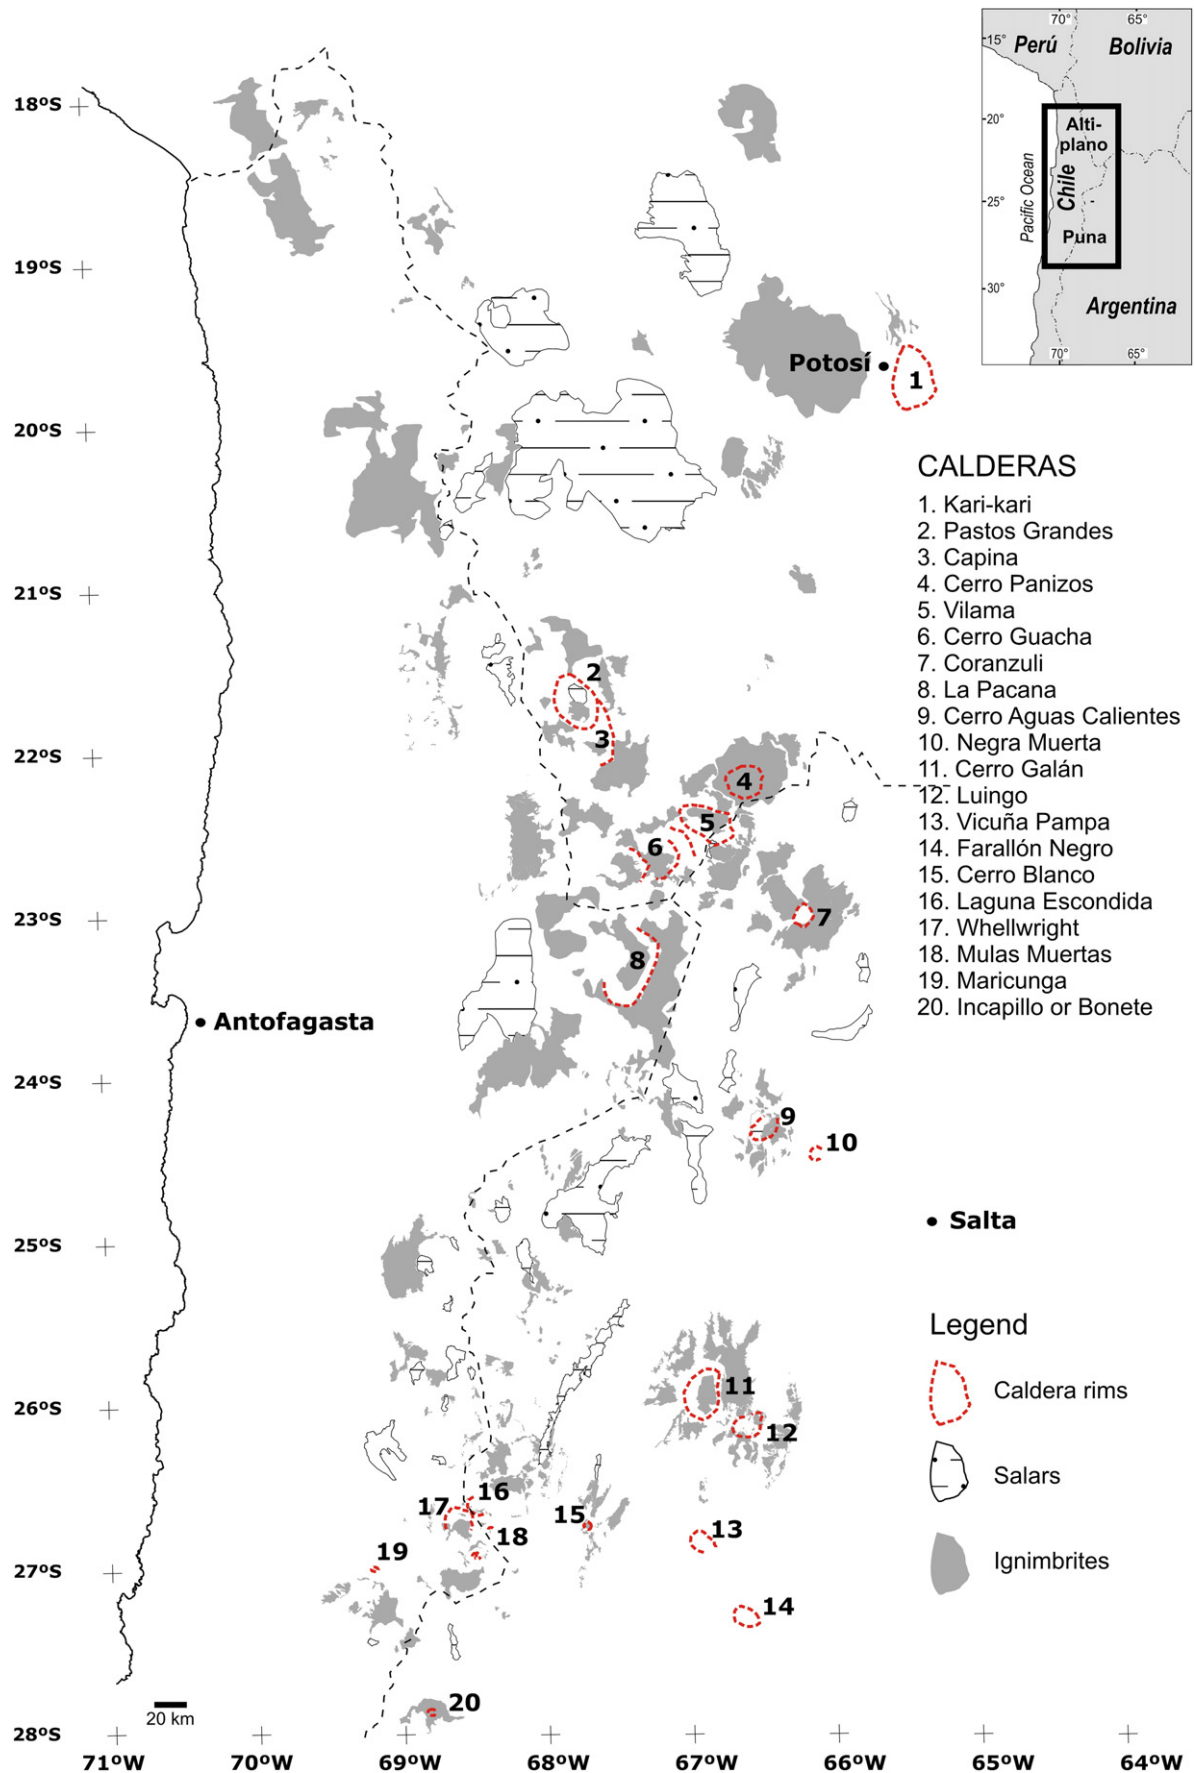 70° 65°
15°
Perú Bolivia
20°
Alti-
plano
Pacific Ocean
Chile
25°
Puna
30°
Argentina
70° 65°
18ºS
19ºS
Potosí
1
20ºS
CALDERAS
1. Kari-kari
2. Pastos Grandes
3. Capina
4. Cerro Panizos
5. Vilama
6. Cerro Guacha
7. Coranzuli
8. La Pacana
9. Cerro Aguas Calientes
10. Negra Muerta
11. Cerro Galán
12. Luingo
13. Vicuña Pampa
14. Farallón Negro
15. Cerro Blanco
16. Laguna Escondida
17. Whellwright
18. Mulas Muertas
19. Maricunga
20. Incapillo or Bonete
21ºS
2
3
22ºS
4
5
6
23ºS
7
8
Antofagasta
24ºS
9
10
Salta
25ºS
Legend
Caldera rims
Salars
Ignimbrites
11
26ºS
12
16
17
15
18
13
19
27ºS
14
20
20 km
28ºS
71ºW 70ºW 69ºW 68ºW 67ºW 66ºW 65ºW 64ºW